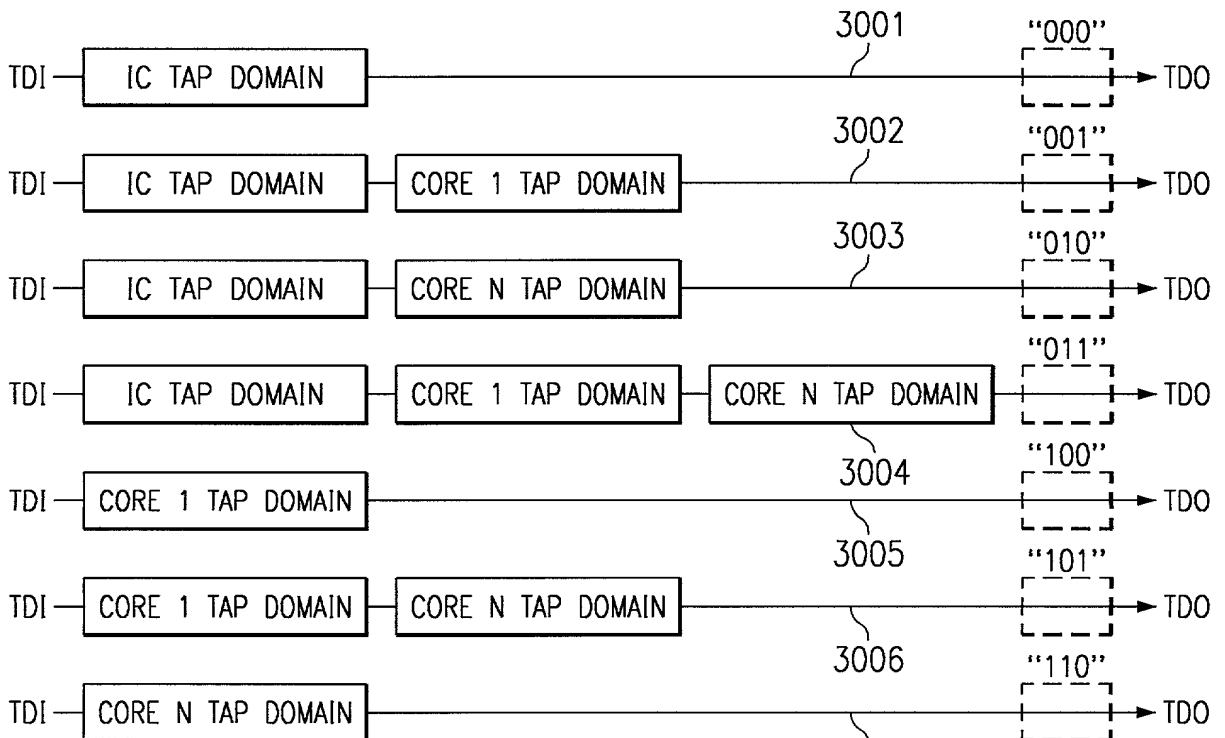 3001 "000"
TDI IC TAP DOMAIN TDO
3002 "001"
TDI IC TAP DOMAIN CORE 1 TAP DOMAIN TDO
3003 "010"
TDI IC TAP DOMAIN CORE N TAP DOMAIN TDO
"011"
TDI IC TAP DOMAIN CORE 1 TAP DOMAIN CORE N TAP DOMAIN TDO
3004 "100"
TDI CORE 1 TAP DOMAIN TDO
3005 "101"
TDI CORE 1 TAP DOMAIN CORE N TAP DOMAIN TDO
3006 "110"
TDI CORE N TAP DOMAIN TDO